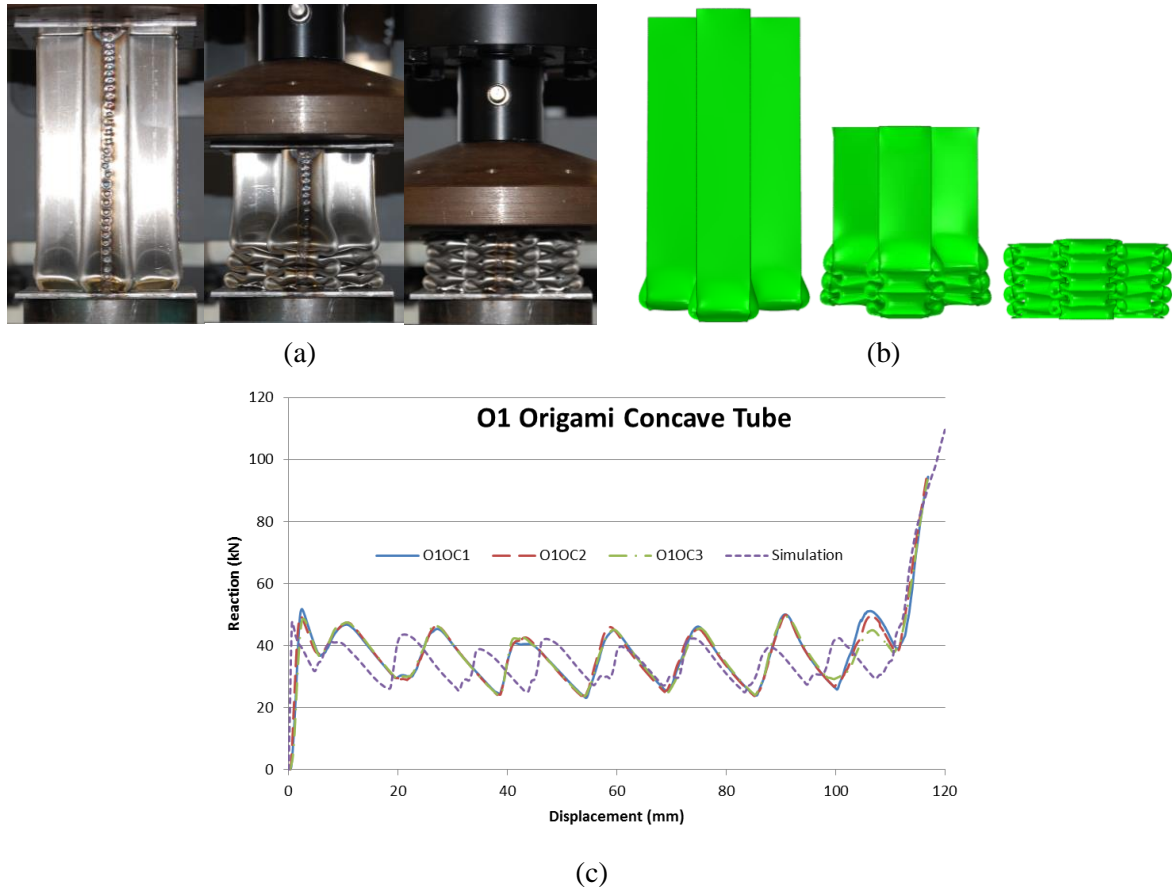 (a)
(b)
O1 Origami Concave Tube
120
100
80
60
40
20
0
Reaction (kN)
O1OC1
O1OC2
O1OC3
Simulation
0
20
40
60
80
100
120
Displacement (mm)
(c)